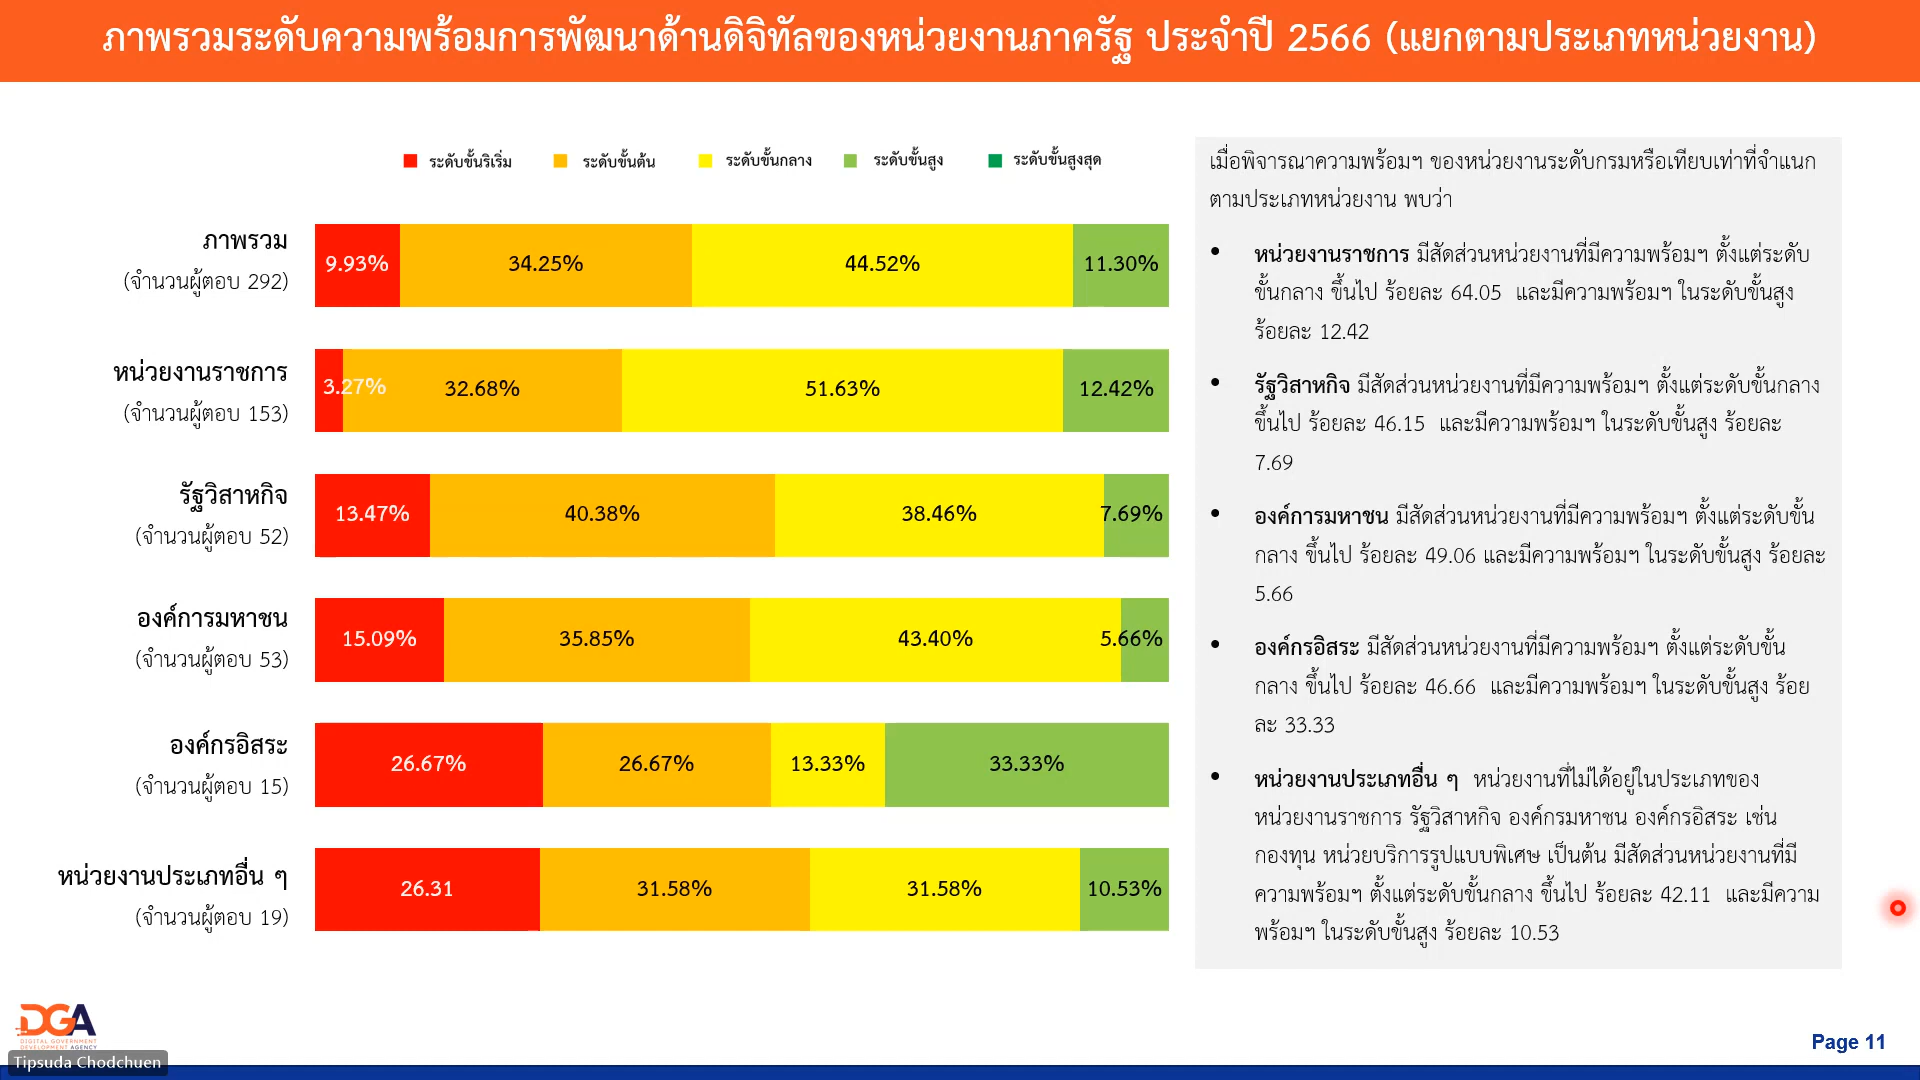 ภาพรวมระดับความพร้อมการพัฒนาด้านดิจิทัลของหน่วยงานภาครัฐ ประจำปี 2566 (แยกตามประเภทหน่วยงาน)
ระดับขั้นริเริ่ม ระดับขั้นต้น ระดับขั้นกลาง ระดับขั้นสูง ระดับขั้นสูงสุด
ภาพรวม
(จำนวนผู้ตอบ 292)
9.93% 34.25% 44.52% 11.30%
หน่วยงานราชการ
(จำนวนผู้ตอบ 153)
3.27% 32.68% 51.63% 12.42%
รัฐวิสาหกิจ
(จำนวนผู้ตอบ 52)
13.47% 40.38% 38.46% 7.69%
องค์การมหาชน
(จำนวนผู้ตอบ 53)
15.09% 35.85% 43.40% 5.66%
องค์กรอิสระ
(จำนวนผู้ตอบ 15)
26.67% 26.67% 13.33% 33.33%
หน่วยงานประเภทอื่น ๆ
(จำนวนผู้ตอบ 19)
26.31 31.58% 31.58% 10.53%
เมื่อพิจารณาความพร้อมฯ ของหน่วยงานระดับกรมหรือเทียบเท่าที่จำแนก
ตามประเภทหน่วยงาน พบว่า
• หน่วยงานราชการ มีสัดส่วนหน่วยงานที่มีความพร้อมฯ ตั้งแต่ระดับ
ขั้นกลาง ขึ้นไป ร้อยละ 64.05 และมีความพร้อมฯ ในระดับขั้นสูง
ร้อยละ 12.42
• รัฐวิสาหกิจ มีสัดส่วนหน่วยงานที่มีความพร้อมฯ ตั้งแต่ระดับขั้นกลาง
ขึ้นไป ร้อยละ 46.15 และมีความพร้อมฯ ในระดับขั้นสูง ร้อยละ
7.69
• องค์การมหาชน มีสัดส่วนหน่วยงานที่มีความพร้อมฯ ตั้งแต่ระดับขั้น
กลาง ขึ้นไป ร้อยละ 49.06 และมีความพร้อมฯ ในระดับขั้นสูง ร้อยละ
5.66
• องค์กรอิสระ มีสัดส่วนหน่วยงานที่มีความพร้อมฯ ตั้งแต่ระดับขั้น
กลาง ขึ้นไป ร้อยละ 46.66 และมีความพร้อมฯ ในระดับขั้นสูง ร้อย
ละ 33.33
• หน่วยงานประเภทอื่น ๆ หน่วยงานที่ไม่ได้อยู่ในประเภทของ
หน่วยงานราชการ รัฐวิสาหกิจ องค์กรมหาชน องค์กรอิสระ เช่น
กองทุน หน่วยบริการรูปแบบพิเศษ เป็นต้น มีสัดส่วนหน่วยงานที่มี
ความพร้อมฯ ตั้งแต่ระดับขั้นกลาง ขึ้นไป ร้อยละ 42.11 และมีความ
พร้อมฯ ในระดับขั้นสูง ร้อยละ 10.53
DGA
DIGITAL GOVERNMENT
DEVELOPMENT AGENCY
Tipsuda Chodchuen
Page 11